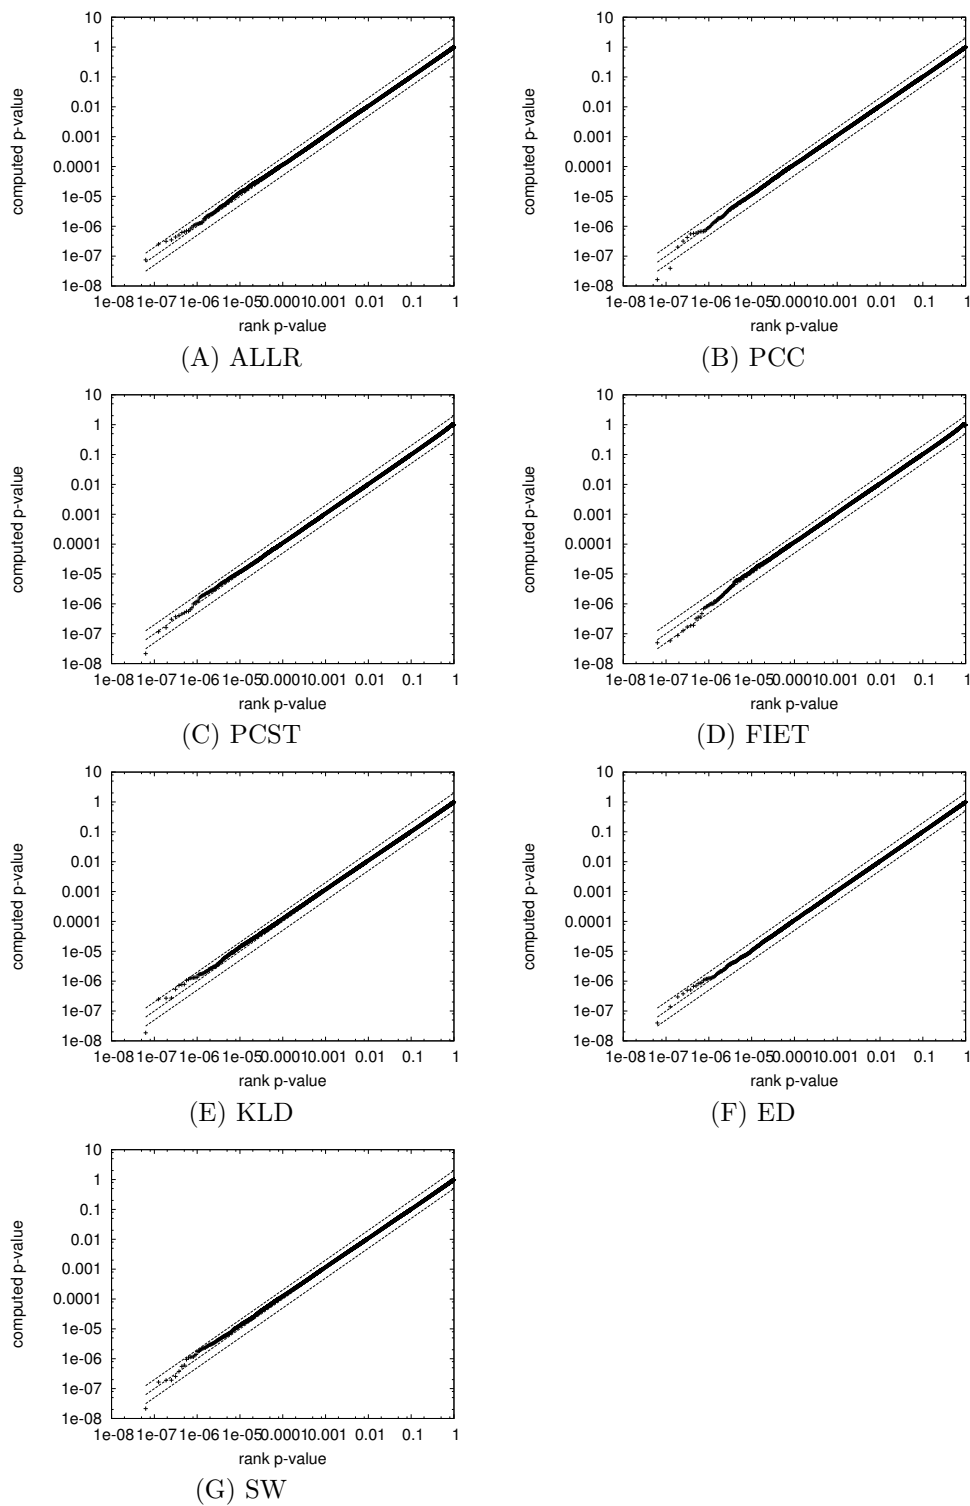 10
1
0.1
0.01
0.001
0.0001
1e-05
1e-06
1e-07
1e-08
computed p-value
1e-08 1e-07 1e-06 1e-05 0.0001 0.001 0.01 0.1 1
rank p-value
(A) ALLR
10
1
0.1
0.01
0.001
0.0001
1e-05
1e-06
1e-07
1e-08
computed p-value
1e-08 1e-07 1e-06 1e-05 0.0001 0.001 0.01 0.1 1
rank p-value
(B) PCC
10
1
0.1
0.01
0.001
0.0001
1e-05
1e-06
1e-07
1e-08
computed p-value
1e-08 1e-07 1e-06 1e-05 0.0001 0.001 0.01 0.1 1
rank p-value
(C) PCST
10
1
0.1
0.01
0.001
0.0001
1e-05
1e-06
1e-07
1e-08
computed p-value
1e-08 1e-07 1e-06 1e-05 0.0001 0.001 0.01 0.1 1
rank p-value
(D) FIET
10
1
0.1
0.01
0.001
0.0001
1e-05
1e-06
1e-07
1e-08
computed p-value
1e-08 1e-07 1e-06 1e-05 0.0001 0.001 0.01 0.1 1
rank p-value
(E) KLD
10
1
0.1
0.01
0.001
0.0001
1e-05
1e-06
1e-07
1e-08
computed p-value
1e-08 1e-07 1e-06 1e-05 0.0001 0.001 0.01 0.1 1
rank p-value
(F) ED
10
1
0.1
0.01
0.001
0.0001
1e-05
1e-06
1e-07
1e-08
computed p-value
1e-08 1e-07 1e-06 1e-05 0.0001 0.001 0.01 0.1 1
rank p-value
(G) SW